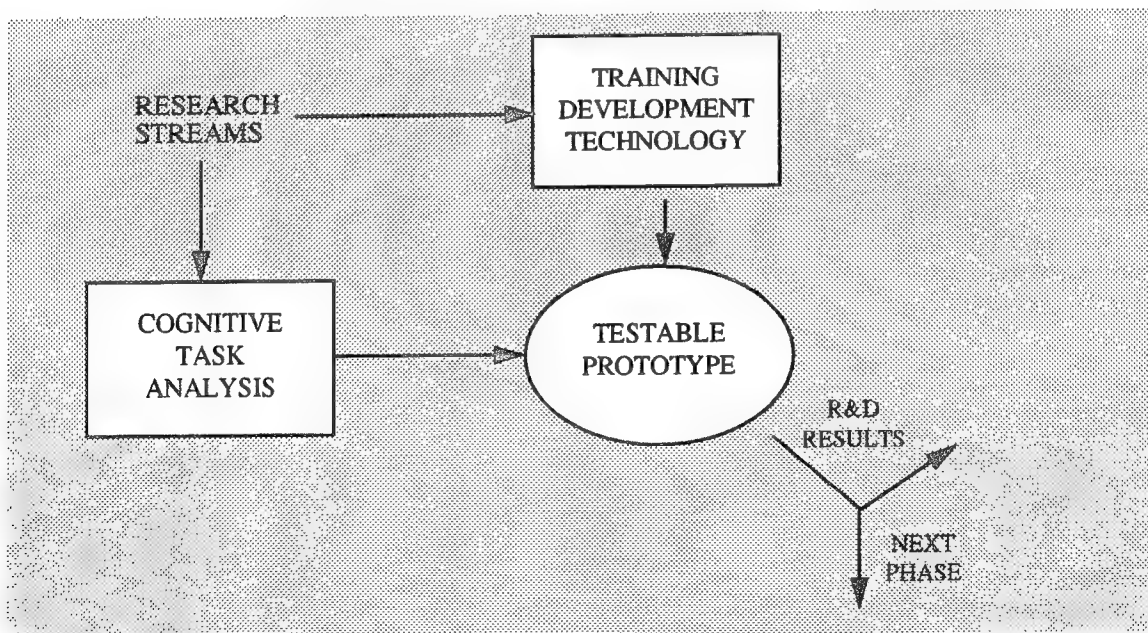 TRAINING
DEVELOPMENT
TECHNOLOGY
RESEARCH
STREAMS
COGNITIVE
TASK
ANALYSIS
TESTABLE
PROTOTYPE
R&D
RESULTS
NEXT
PHASE